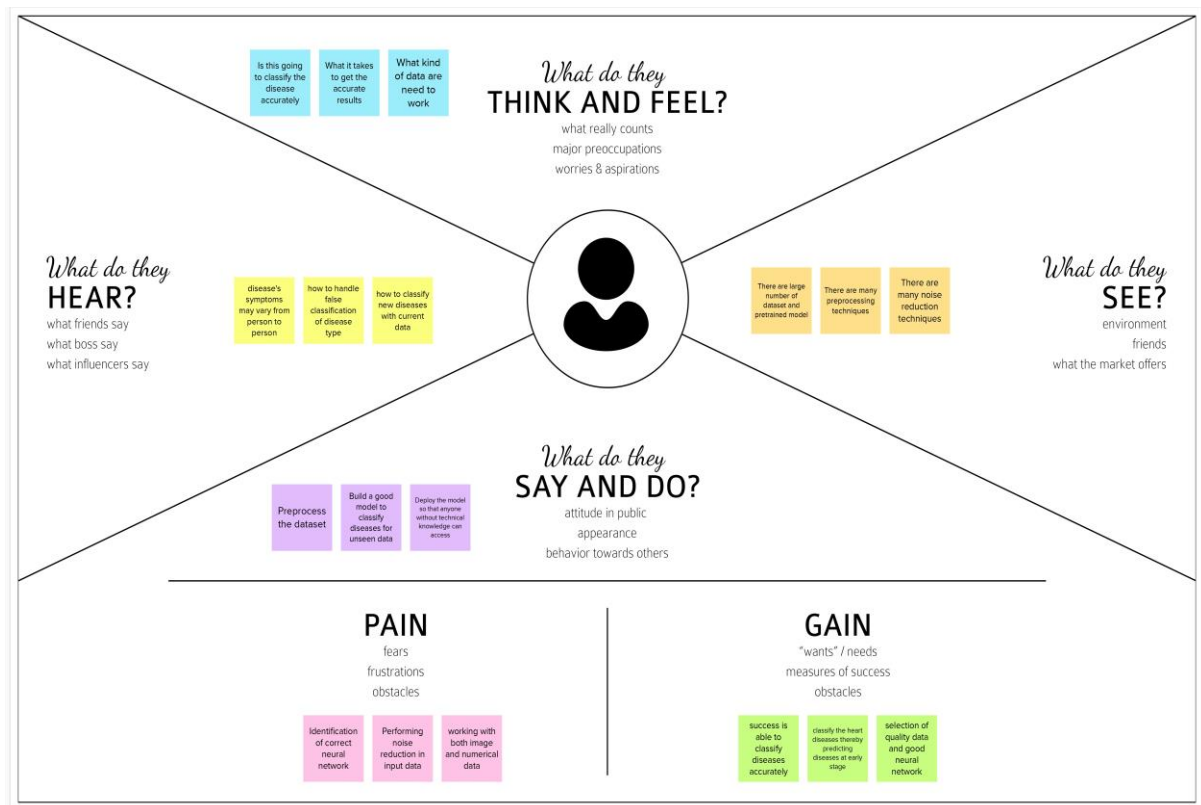 Is this going
to classify the
disease
accurately
What it takes
to get the
accurate
results
What kind
of data are
need to
work
What do they
THINK AND FEEL?
what really counts
major preoccupations
worries & aspirations
What do they
HEAR?
what friends say
what boss say
what influencers say
disease's
symptoms
may vary from
person to
person
how to handle
false
classification
of disease
type
how to classify
new diseases
with current
data
There are large
number of
dataset and
pretrained model
There are many
preprocessing
techniques
There are
many noise
reduction
techniques
What do they
SEE?
environment
friends
what the market offers
What do they
SAY AND DO?
attitude in public
appearance
behavior towards others
Preprocess
the dataset
Build a good
model to
classify
diseases for
unseen data
Deploy the model
so that anyone
without technical
knowledge can
access
PAIN
fears
frustrations
obstacles
Identification
of correct
neural
network
Performing
noise
reduction in
input data
working with
both image
and numerical
data
GAIN
"wants" / needs
measures of success
obstacles
success is
able to
classify
diseases
accurately
classify the heart
diseases thereby
predicting
diseases at early
stage
selection of
quality data
and good
neural
network